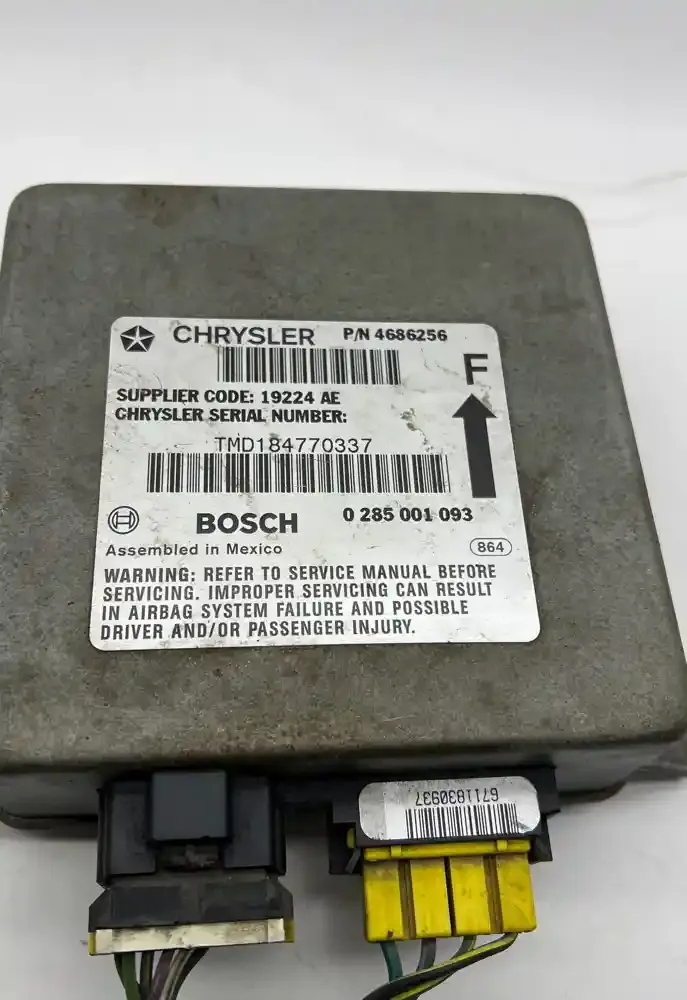 CHRYSLER P/N 4686256
F
SUPPLIER CODE: 19224 AE
CHRYSLER SERIAL NUMBER:
TMD184770337
BOSCH 0 285 001 093
Assembled in Mexico 864
WARNING: REFER TO SERVICE MANUAL BEFORE
SERVICING. IMPROPER SERVICING CAN RESULT
IN AIRBAG SYSTEM FAILURE AND POSSIBLE
DRIVER AND/OR PASSENGER INJURY.
6711830937